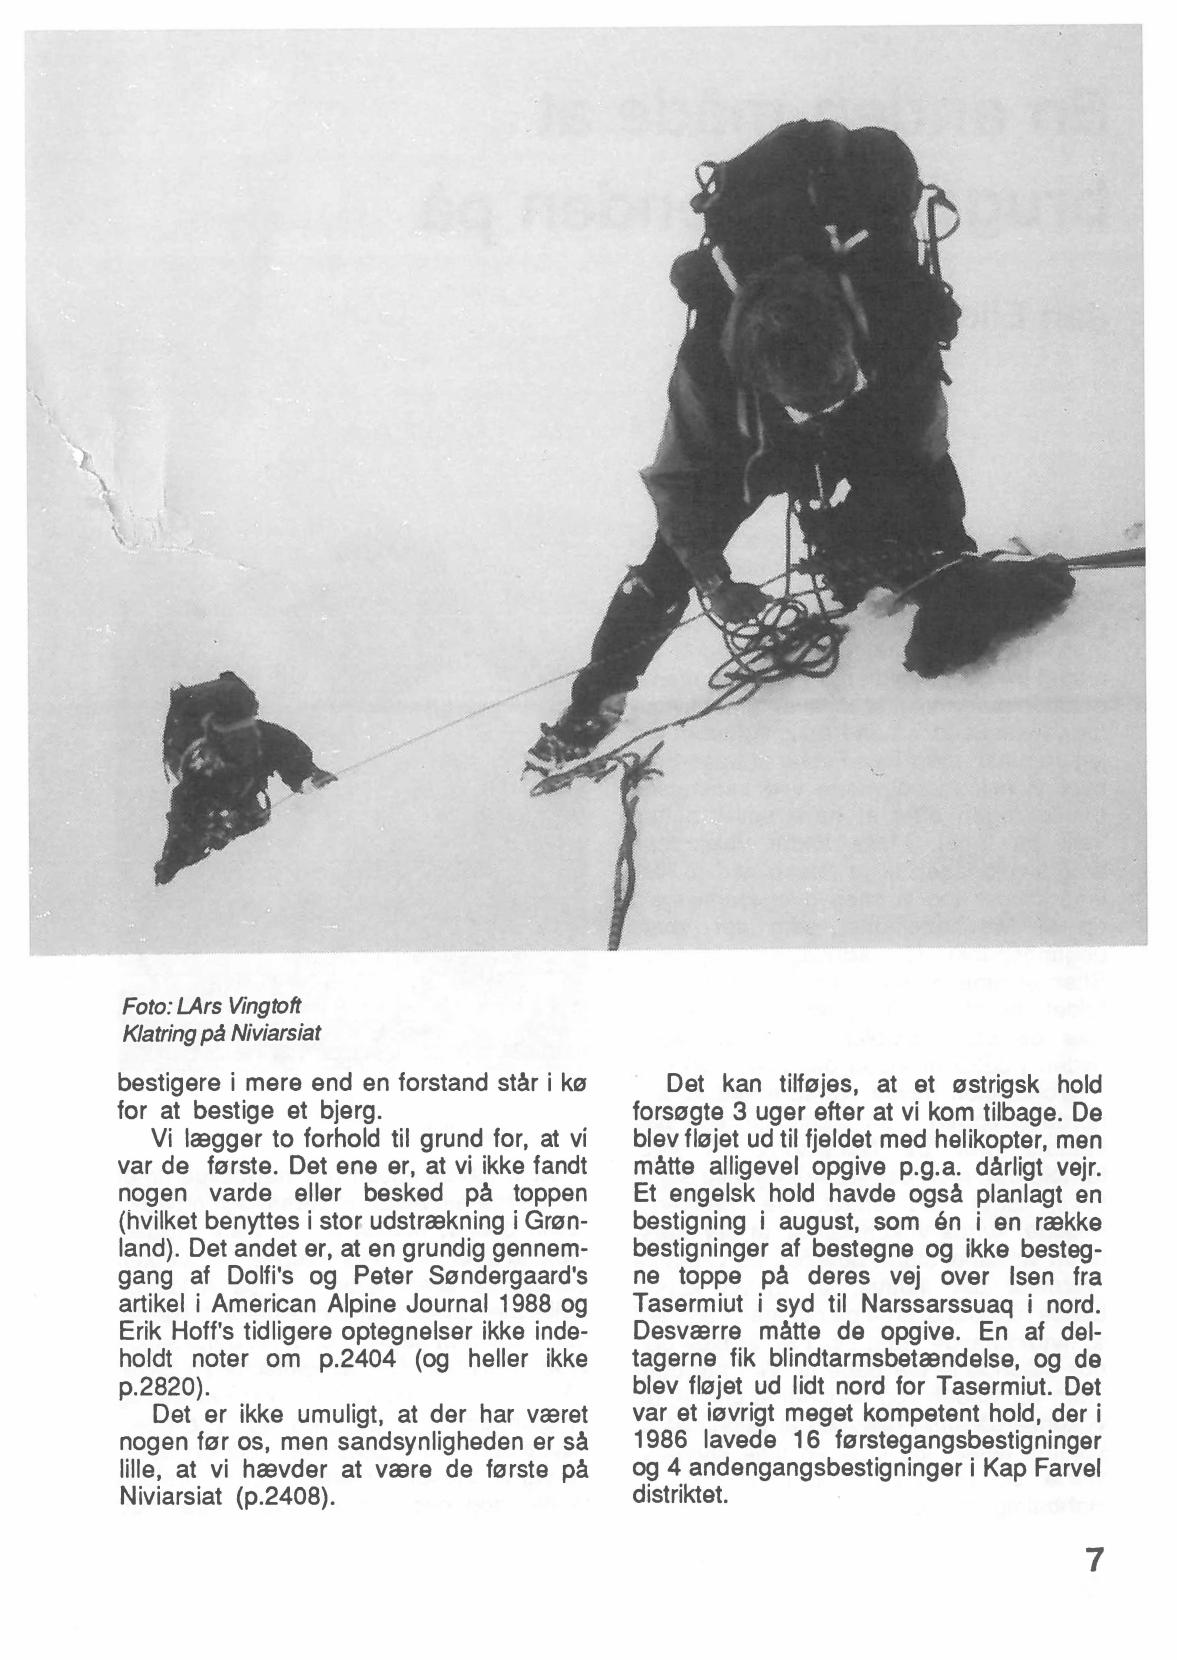 Foto: LArs Vingtoft
Klatring på Niviarsiat
bestigere i mere end en forstand står i kø
for at bestige et bjerg.
Vi lægger to forhold til grund for, at vi
var de første. Det ene er, at vi ikke fandt
nogen varde eller besked på toppen
(hvilket benyttes i stor udstrækning i Grøn-
land). Det andet er, at en grundig gennem-
gang af Dolfi's og Peter Søndergaard's
artikel i American Alpine Journal 1988 og
Erik Hoff's tidligere optegnelser ikke inde-
holdt noter om p.2404 (og heller ikke
p.2820).
Det er ikke umuligt, at der har været
nogen før os, men sandsynligheden er så
lille, at vi hævder at være de første på
Niviarsiat (p.2408).
Det kan tilføjes, at et østrigsk hold
forsøgte 3 uger efter at vi kom tilbage. De
blev fløjet ud til fjeldet med helikopter, men
måtte alligevel opgive p.g.a. dårligt vejr.
Et engelsk hold havde også planlagt en
bestigning i august, som én i en række
bestigninger af bestegne og ikke besteg-
ne toppe på deres vej over Isen fra
Tasermiut i syd til Narssarssuaq i nord.
Desværre måtte de opgive. En af del-
tagerne fik blindtarmsbetændelse, og de
blev fløjet ud lidt nord for Tasermiut. Det
var et iøvrigt meget kompetent hold, der i
1986 lavede 16 førstegangsbestigninger
og 4 andengangsbestigninger i Kap Farvel
distriktet.
7